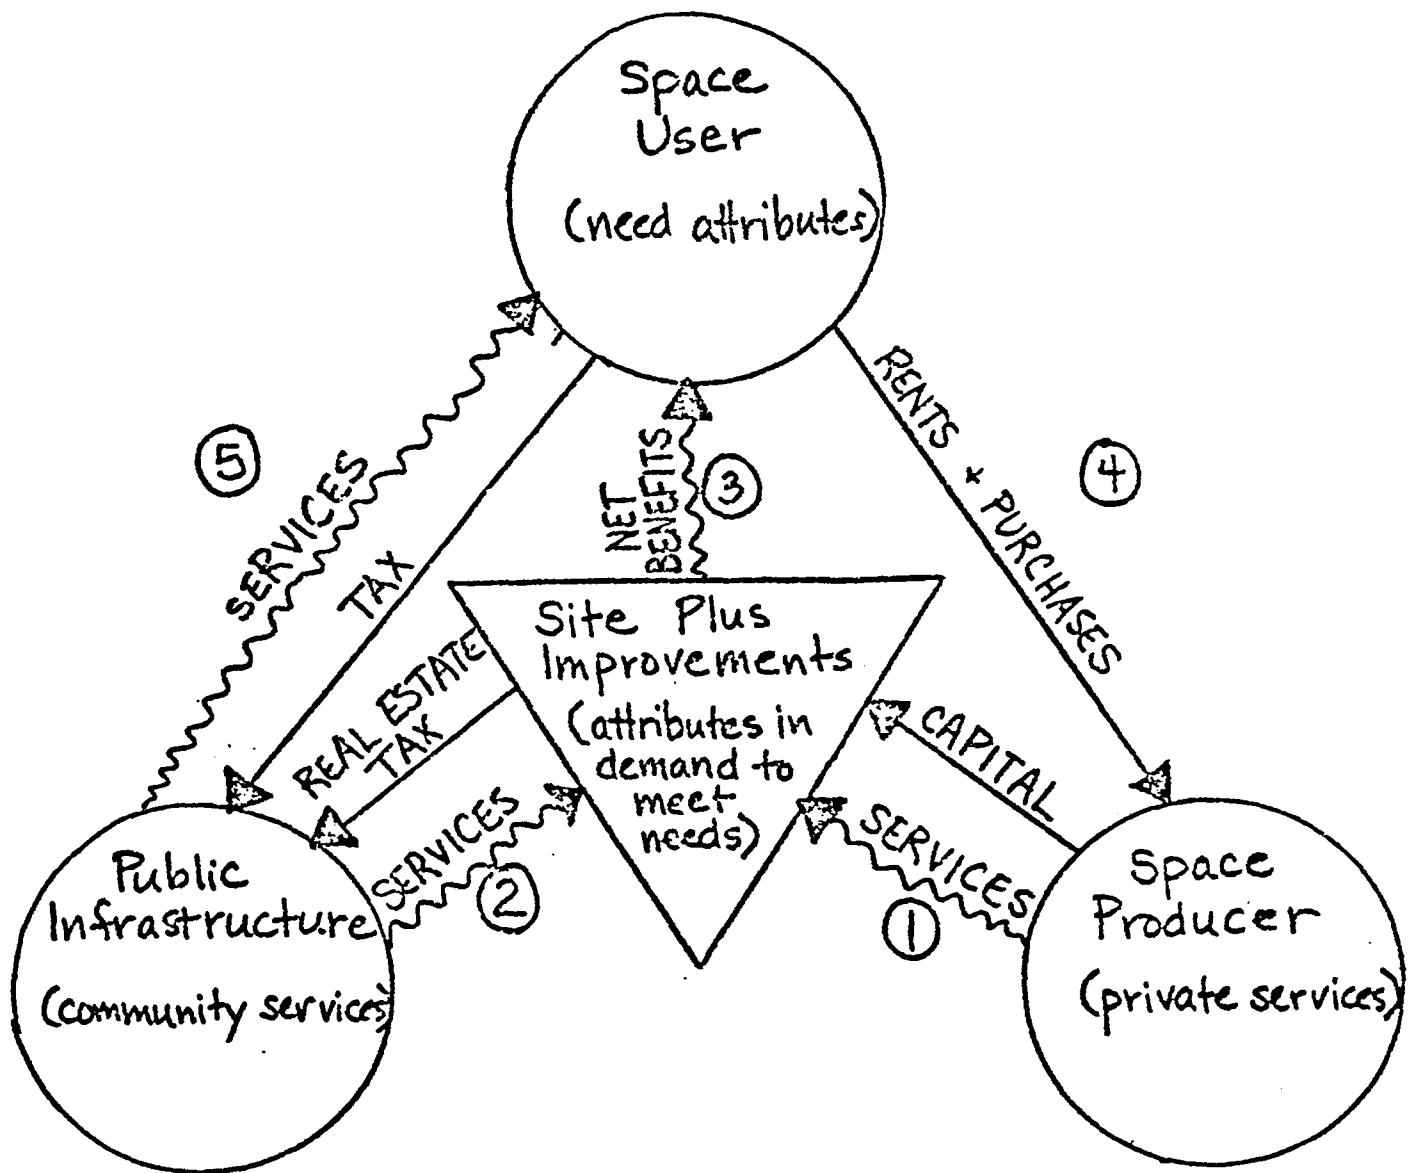 Space
User
(need attributes)
⑤
SERVICES
TAX
NET
BENEFITS
③
RENTS + PURCHASES
④
Site Plus
Improvements
(attributes in
demand to
meet
needs)
REAL ESTATE
TAX
SERVICES
②
CAPITAL
SERVICES
①
Public
Infrastructure
(community services)
Space
Producer
(private services)